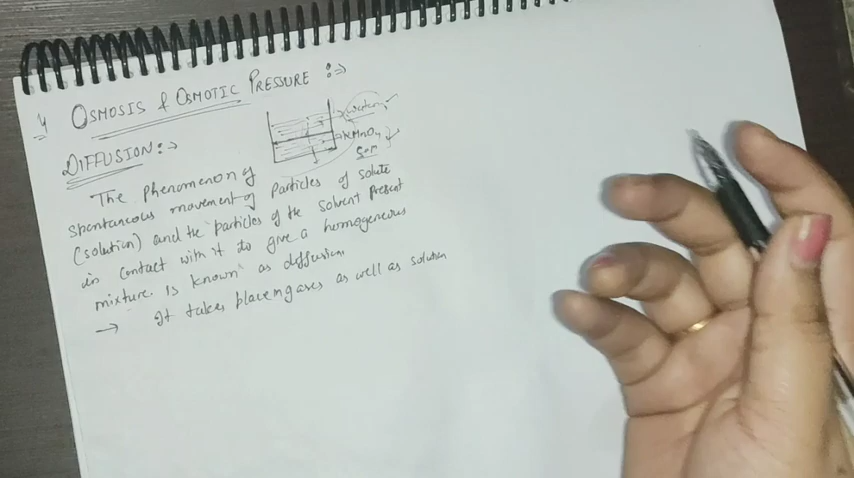 4) OSMOSIS & OSMOTIC PRESSURE :→
water
KMnO4
Soln
DIFFUSION :→
The Phenomenon of
spontaneous movement of particles of solute
(solution) and the particles of the solvent present
in contact with it to give a homogeneous
mixture. Is known as diffusion
→ It takes place in gases as well as solution